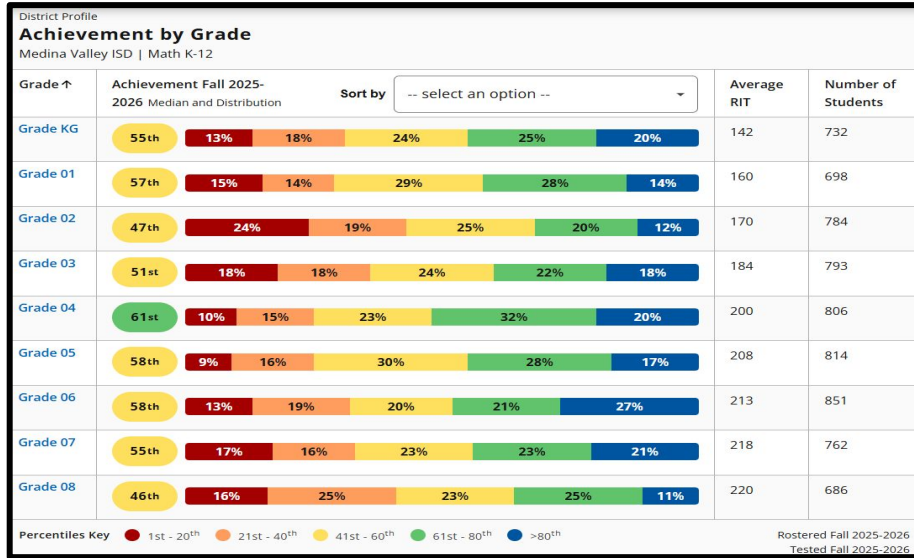 District Profile
Achievement by Grade
Medina Valley ISD | Math K-12
Grade ↑ Achievement Fall 2025-2026 Median and Distribution Sort by -- select an option -- Average RIT Number of Students
Grade KG 55th 13% 18% 24% 25% 20% 142 732
Grade 01 57th 15% 14% 29% 28% 14% 160 698
Grade 02 47th 24% 19% 25% 20% 12% 170 784
Grade 03 51st 18% 18% 24% 22% 18% 184 793
Grade 04 61st 10% 15% 23% 32% 20% 200 806
Grade 05 58th 9% 16% 30% 28% 17% 208 814
Grade 06 58th 13% 19% 20% 21% 27% 213 851
Grade 07 55th 17% 16% 23% 23% 21% 218 762
Grade 08 46th 16% 25% 23% 25% 11% 220 686
Percentiles Key 1st - 20th 21st - 40th 41st - 60th 61st - 80th >80th Rostered Fall 2025-2026
Tested Fall 2025-2026